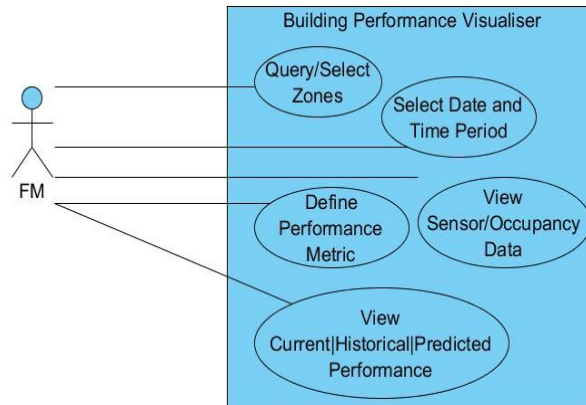 Building Performance Visualiser
Query/Select
Zones
Select Date and
Time Period
FM
Define
Performance
Metric
View
Sensor/Occupancy
Data
View
Current|Historical|Predicted
Performance